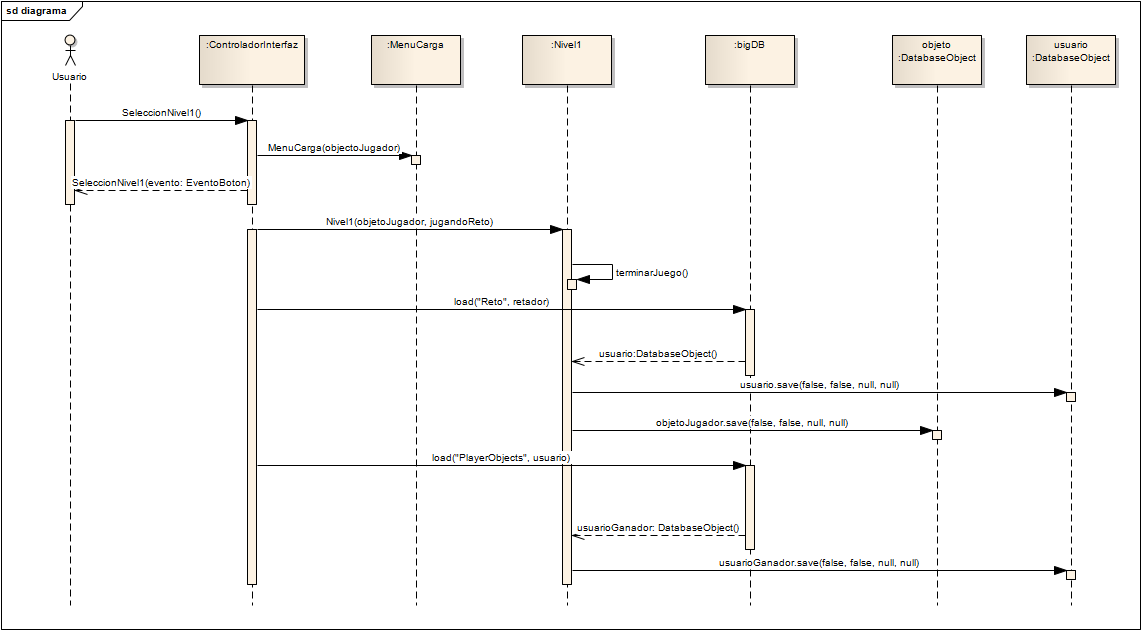 sd diagrama
Usuario
:ControladorInterfaz
:MenuCarga
:Nivel1
:bigDB
objeto
:DatabaseObject
usuario
:DatabaseObject
SeleccionNivel1()
MenuCarga(objectoJugador)
SeleccionNivel1(evento: EventoBoton)
Nivel1(objetoJugador, jugandoReto)
terminarJuego()
load("Reto", retador)
usuario:DatabaseObject()
usuario.save(false, false, null, null)
objetoJugador.save(false, false, null, null)
load("PlayerObjects", usuario)
usuarioGanador: DatabaseObject()
usuarioGanador.save(false, false, null, null)